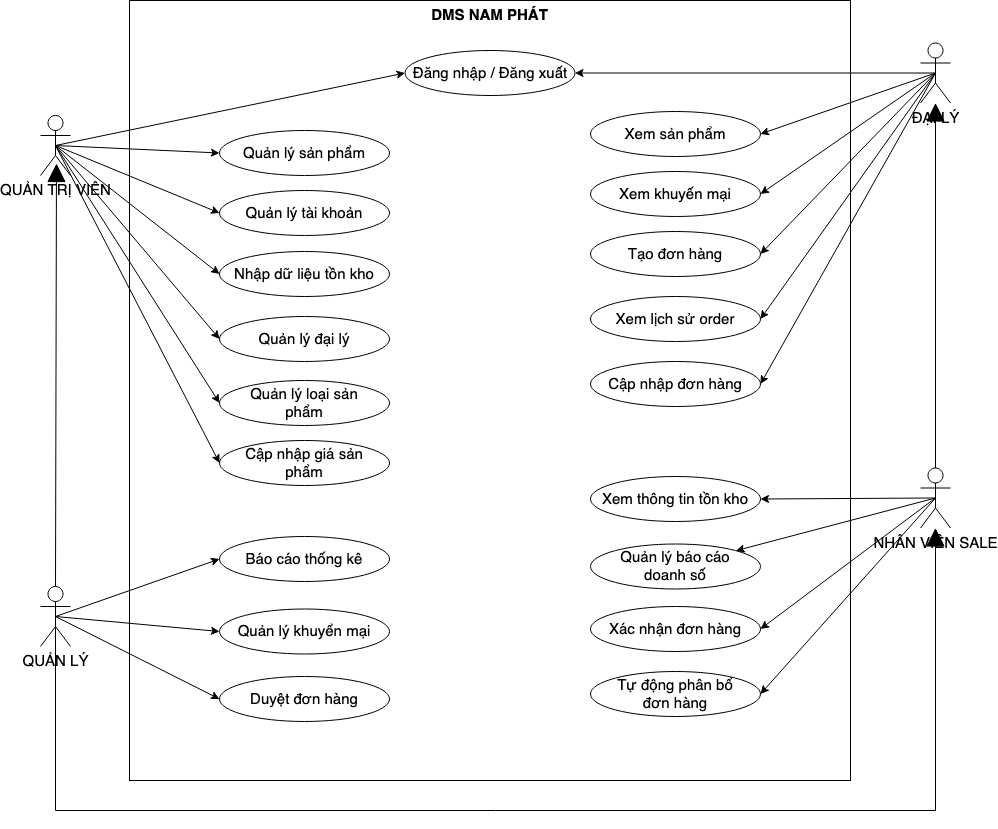 DMS NAM PHÁT
Đăng nhập / Đăng xuất
QUẢN TRỊ VIÊN
Quản lý sản phẩm
Quản lý tài khoản
Nhập dữ liệu tồn kho
Quản lý đại lý
Quản lý loại sản
phẩm
Cập nhập giá sản
phẩm
QUẢN LÝ
Báo cáo thống kê
Quản lý khuyến mại
Duyệt đơn hàng
ĐẠI LÝ
Xem sản phẩm
Xem khuyến mại
Tạo đơn hàng
Xem lịch sử order
Cập nhập đơn hàng
NHÂN VIÊN SALE
Xem thông tin tồn kho
Quản lý báo cáo
doanh số
Xác nhận đơn hàng
Tự động phân bổ
đơn hàng